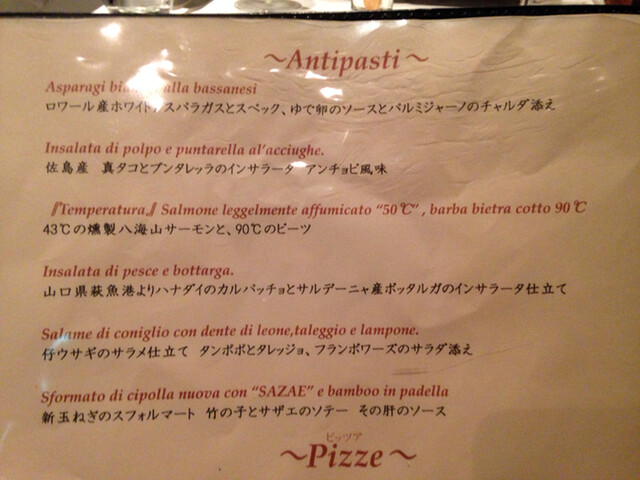 ~Antipasti~
Asparagi alla bassanesi
ロワール産ホワイトアスパラガスとスペック、ゆで卵のソースとパルミジャーノのチャルダ添え
Insalata di polpo e puntarella al'acciughe.
佐島産 真タコとプンタレッラのインサラータ アンチョビ風味
『Temperatura』 Salmone leggelmente affumicato “50℃” , barba bietra cotto 90℃
43℃の燻製八海山サーモンと、90℃のビーツ
Insalata di pesce e bottarga.
山口県萩魚港よりハナダイのカルパッチョとサルデーニャ産ボッタルガのインサラータ仕立て
Salame di coniglio con dente di leone,taleggio e lampone.
仔ウサギのサラメ仕立て タンポポとタレッジョ、フランボワーズのサラダ添え
Sformato di cipolla nuova con “SAZAE” e bamboo in padella
新玉ねぎのスフォルマート 竹の子とサザエのソテー その肝のソース
ピッツア
~Pizze~